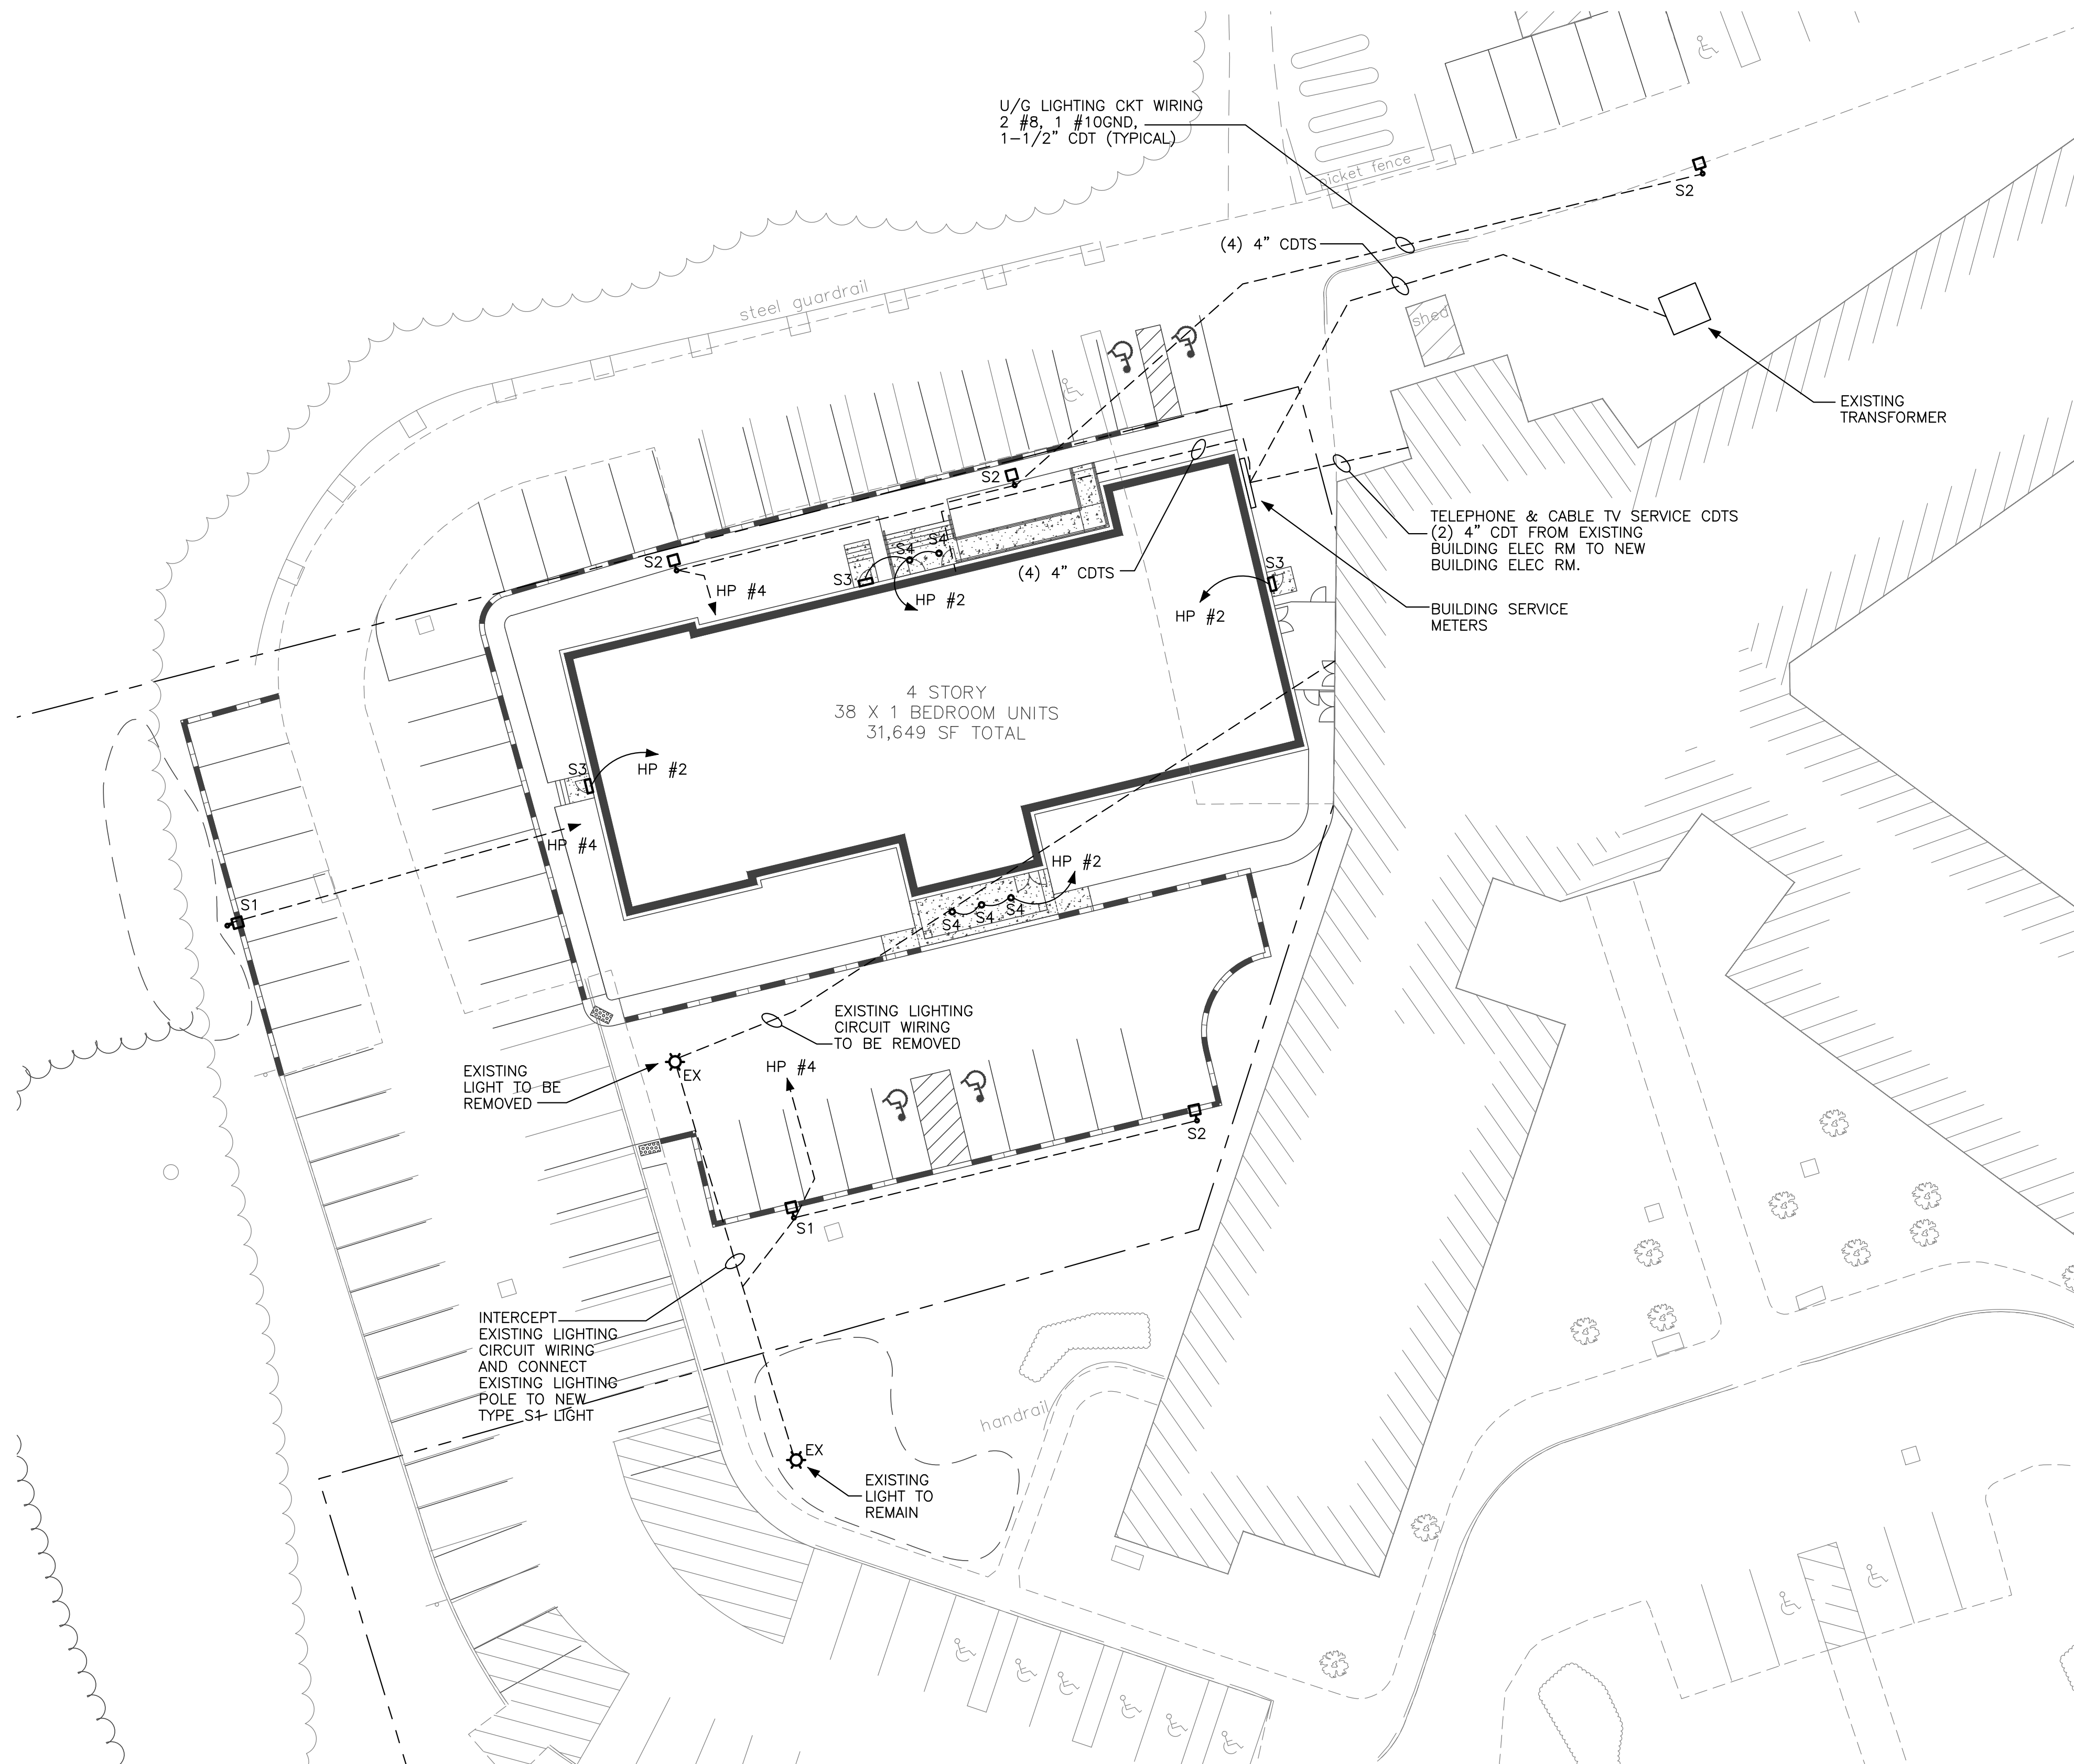 U/G LIGHTING CKT WIRING
2 #8, 1 #10GND,
1-1/2" CDT (TYPICAL)
picket fence
S2
(4) 4" CDTS
steel guardrail
shed
EXISTING
TRANSFORMER
S2
TELEPHONE & CABLE TV SERVICE CDTS
(2) 4" CDT FROM EXISTING
BUILDING ELEC RM TO NEW
BUILDING ELEC RM.
S2
S4
S4
S3
HP #4
HP #2
(4) 4" CDTS
S3
HP #2
BUILDING SERVICE
METERS
4 STORY
38 X 1 BEDROOM UNITS
31,649 SF TOTAL
S3
HP #2
HP #4
HP #2
S1
S4
S4
S4
EXISTING LIGHTING
CIRCUIT WIRING
TO BE REMOVED
EXISTING
LIGHT TO BE
REMOVED
EX
HP #4
S2
S1
INTERCEPT
EXISTING LIGHTING
CIRCUIT WIRING
AND CONNECT
EXISTING LIGHTING
POLE TO NEW
TYPE S1 LIGHT
handrail
EX
EXISTING
LIGHT TO
REMAIN